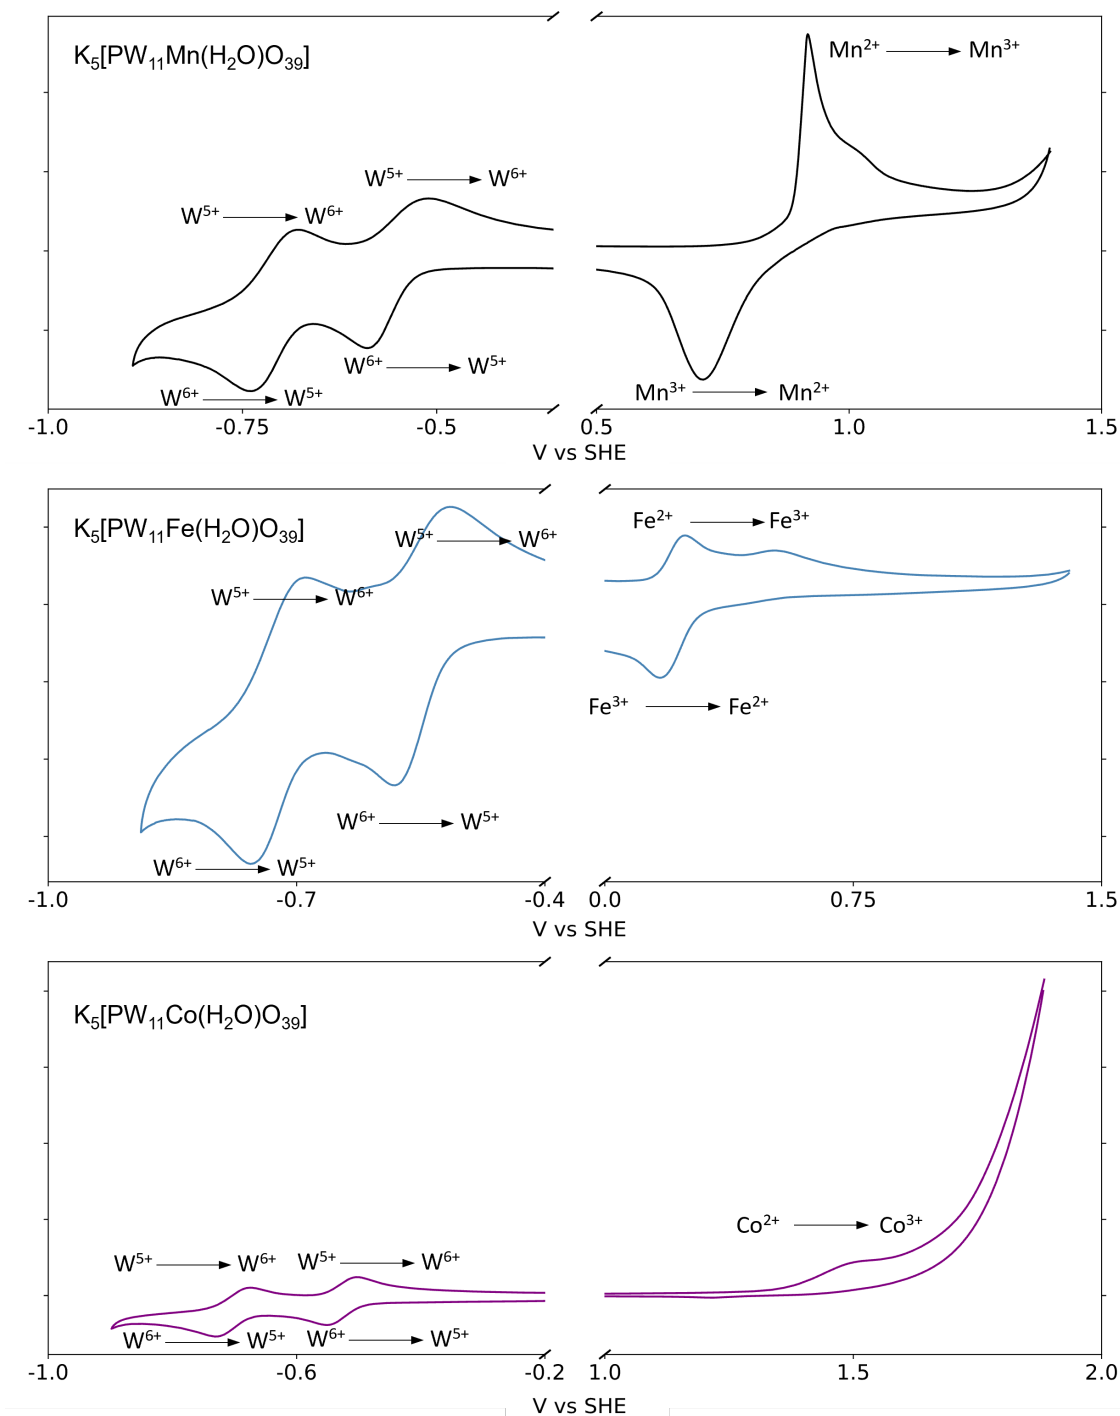 K₅[PW₁₁Mn(H₂O)O₃₉]
Mn²⁺ ⟶ Mn³⁺
W⁵⁺ ⟶ W⁶⁺
W⁵⁺ ⟶ W⁶⁺
W⁶⁺ ⟶ W⁵⁺
Mn³⁺ ⟶ Mn²⁺
W⁶⁺ ⟶ W⁵⁺
-1.0 -0.75 -0.5 0.5 1.0 1.5
V vs SHE
K₅[PW₁₁Fe(H₂O)O₃₉]
Fe²⁺ ⟶ Fe³⁺
W⁵⁺ ⟶ W⁶⁺
W⁵⁺ ⟶ W⁶⁺
Fe³⁺ ⟶ Fe²⁺
W⁶⁺ ⟶ W⁵⁺
W⁶⁺ ⟶ W⁵⁺
-1.0 -0.7 -0.4 0.0 0.75 1.5
V vs SHE
K₅[PW₁₁Co(H₂O)O₃₉]
Co²⁺ ⟶ Co³⁺
W⁵⁺ ⟶ W⁶⁺ W⁵⁺ ⟶ W⁶⁺
W⁶⁺ ⟶ W⁵⁺ W⁶⁺ ⟶ W⁵⁺
-1.0 -0.6 -0.2 1.0 1.5 2.0
V vs SHE